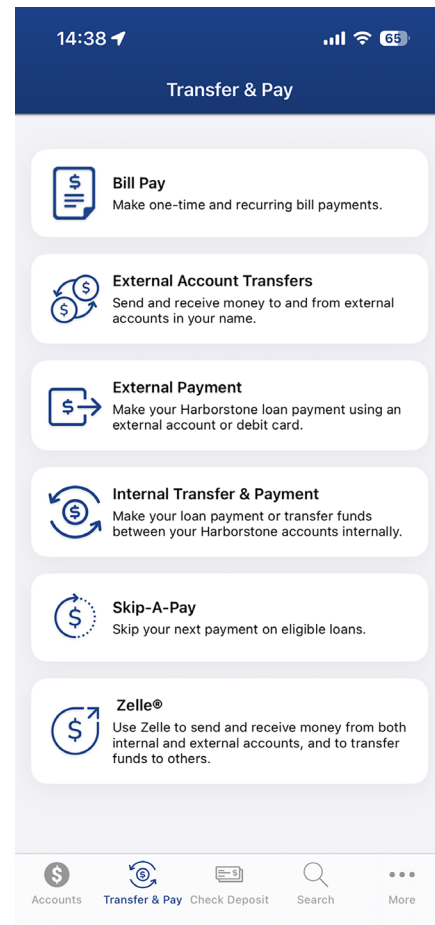 14:38
65
Transfer & Pay
Bill Pay
Make one-time and recurring bill payments.
External Account Transfers
Send and receive money to and from external
accounts in your name.
External Payment
Make your Harborstone loan payment using an
external account or debit card.
Internal Transfer & Payment
Make your loan payment or transfer funds
between your Harborstone accounts internally.
Skip-A-Pay
Skip your next payment on eligible loans.
Zelle®
Use Zelle to send and receive money from both
internal and external accounts, and to transfer
funds to others.
Accounts
Transfer & Pay
Check Deposit
Search
More